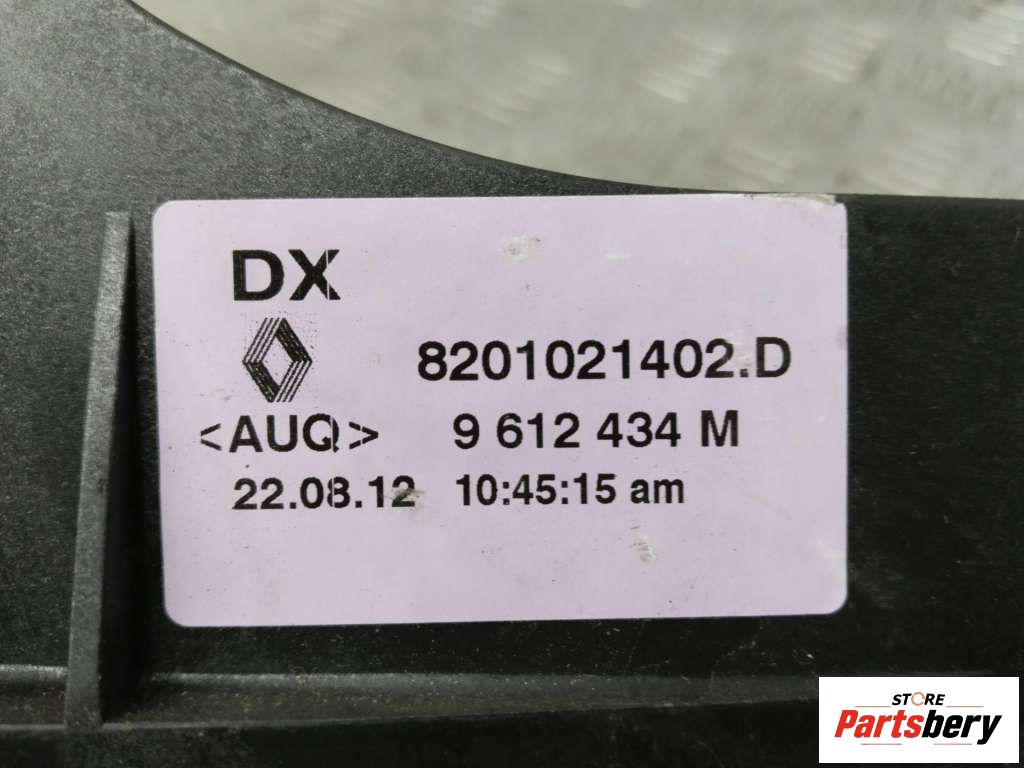 DX
8201021402.D
<AUQ> 9 612 434 M
22.08.12 10:45:15 am
STORE
Partsbery